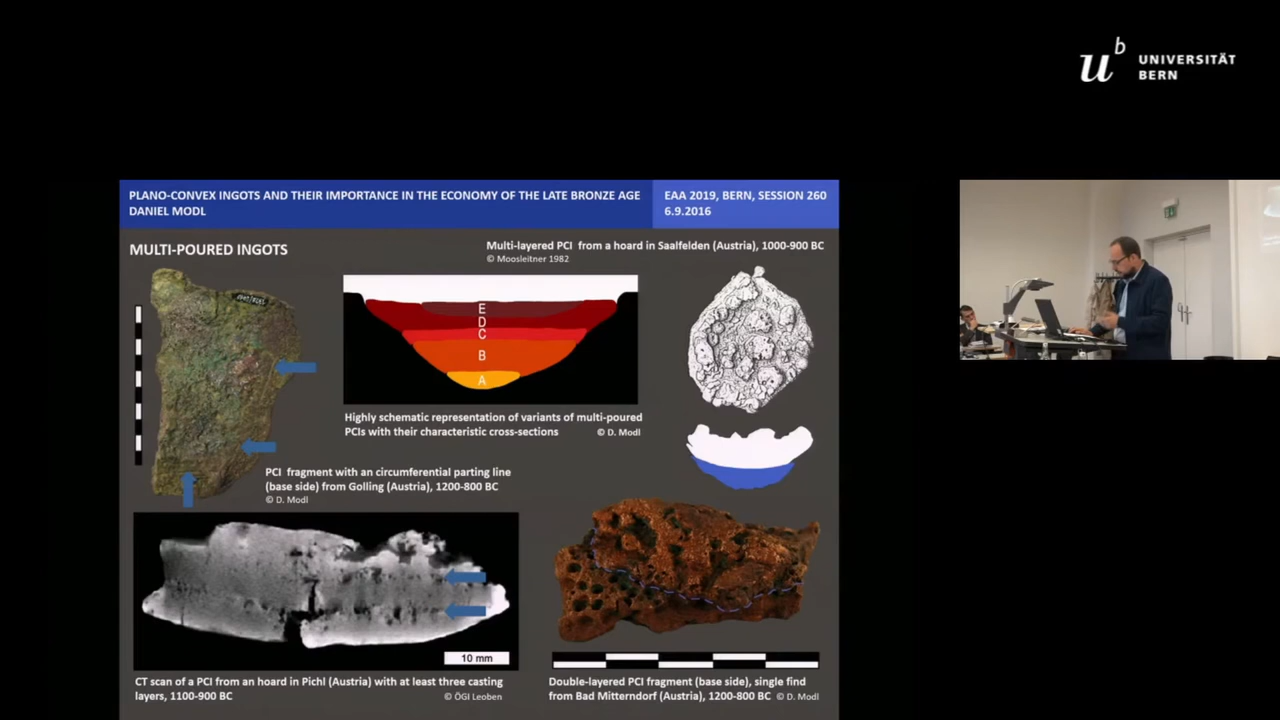 u^b UNIVERSITÄT
BERN
PLANO-CONVEX INGOTS AND THEIR IMPORTANCE IN THE ECONOMY OF THE LATE BRONZE AGE
DANIEL MODL
EAA 2019, BERN, SESSION 260
6.9.2016
MULTI-POURED INGOTS
Multi-layered PCI from a hoard in Saalfelden (Austria), 1000-900 BC
© Moosleitner 1982
E
D
C
B
A
Highly schematic representation of variants of multi-poured
PCIs with their characteristic cross-sections © D. Modl
PCI fragment with an circumferential parting line
(base side) from Golling (Austria), 1200-800 BC
© D. Modl
10 mm
CT scan of a PCI from an hoard in Pichl (Austria) with at least three casting
layers, 1100-900 BC © ÖGI Leoben
Double-layered PCI fragment (base side), single find
from Bad Mitterndorf (Austria), 1200-800 BC © D. Modl